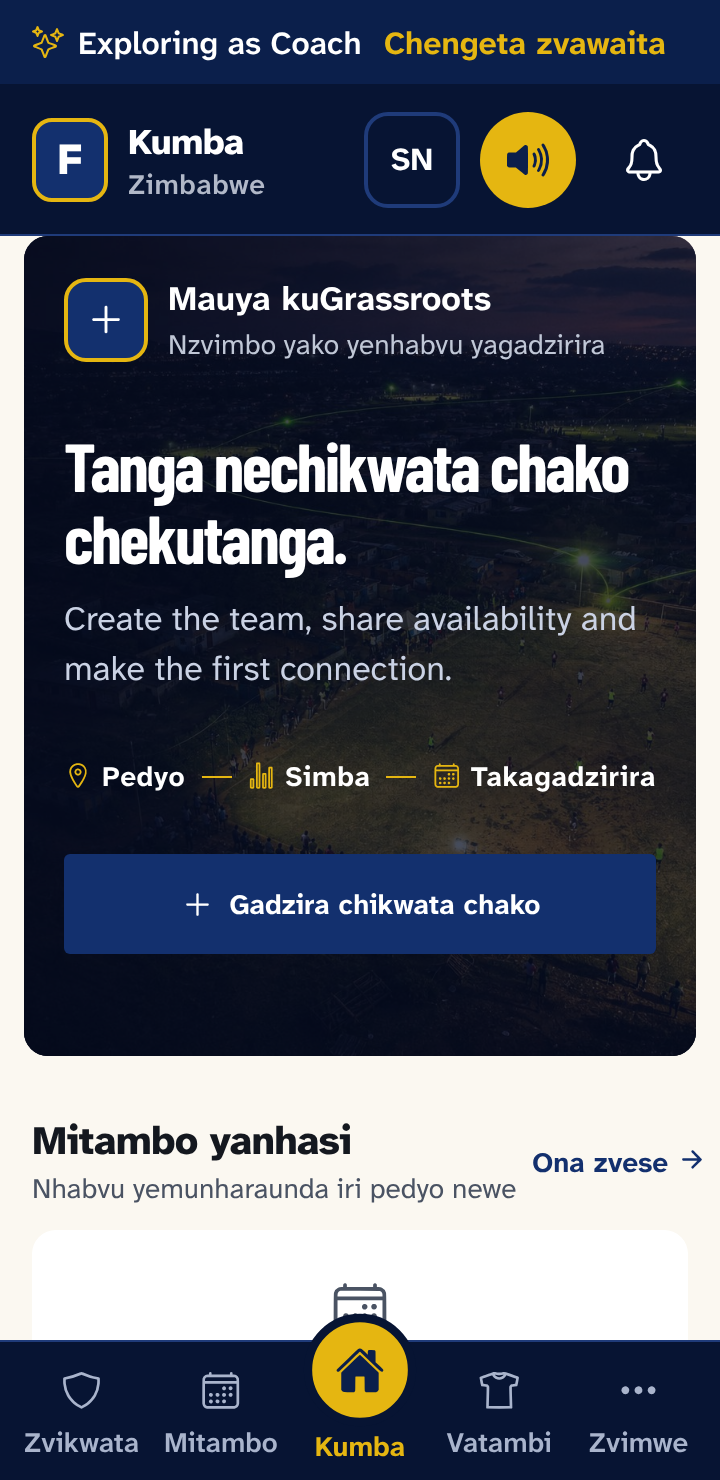 Exploring as Coach Chengeta zvawaita
F
Kumba
Zimbabwe
SN
Mauya kuGrassroots
Nzvimbo yako yenhabvu yagadzirira
Tanga nechikwata chako
chekutanga.
Create the team, share availability and
make the first connection.
Pedyo — Simba — Takagadzirira
Gadzira chikwata chako
Mitambo yanhasi
Ona zvese →
Nhabvu yemunharaunda iri pedyo newe
Zvikwata Mitambo Kumba Vatambi Zvimwe